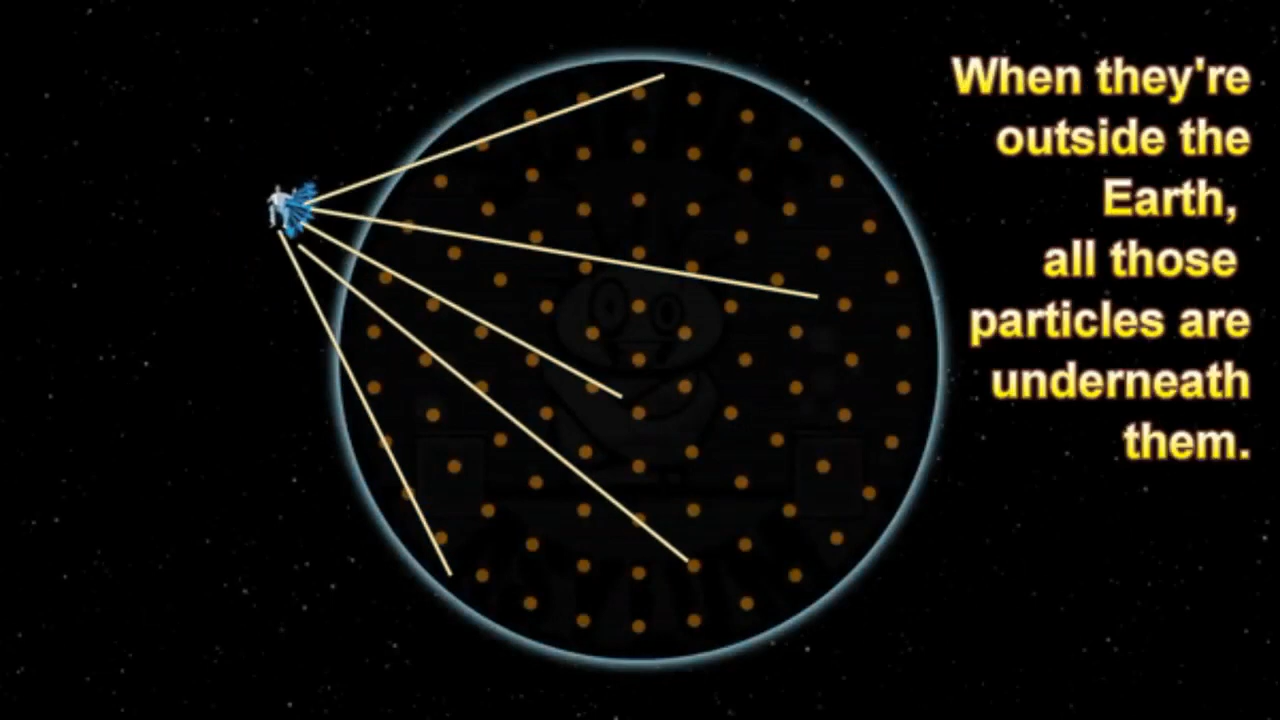 When they're
outside the
Earth,
all those
particles are
underneath
them.